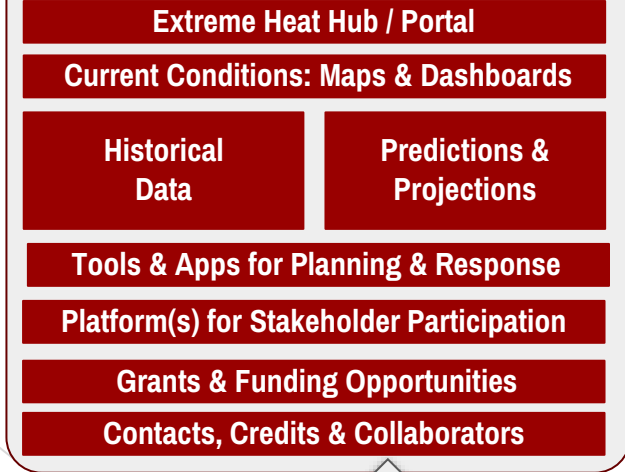 Extreme Heat Hub / Portal
Current Conditions: Maps & Dashboards
Historical
Data
Predictions &
Projections
Tools & Apps for Planning & Response
Platform(s) for Stakeholder Participation
Grants & Funding Opportunities
Contacts, Credits & Collaborators